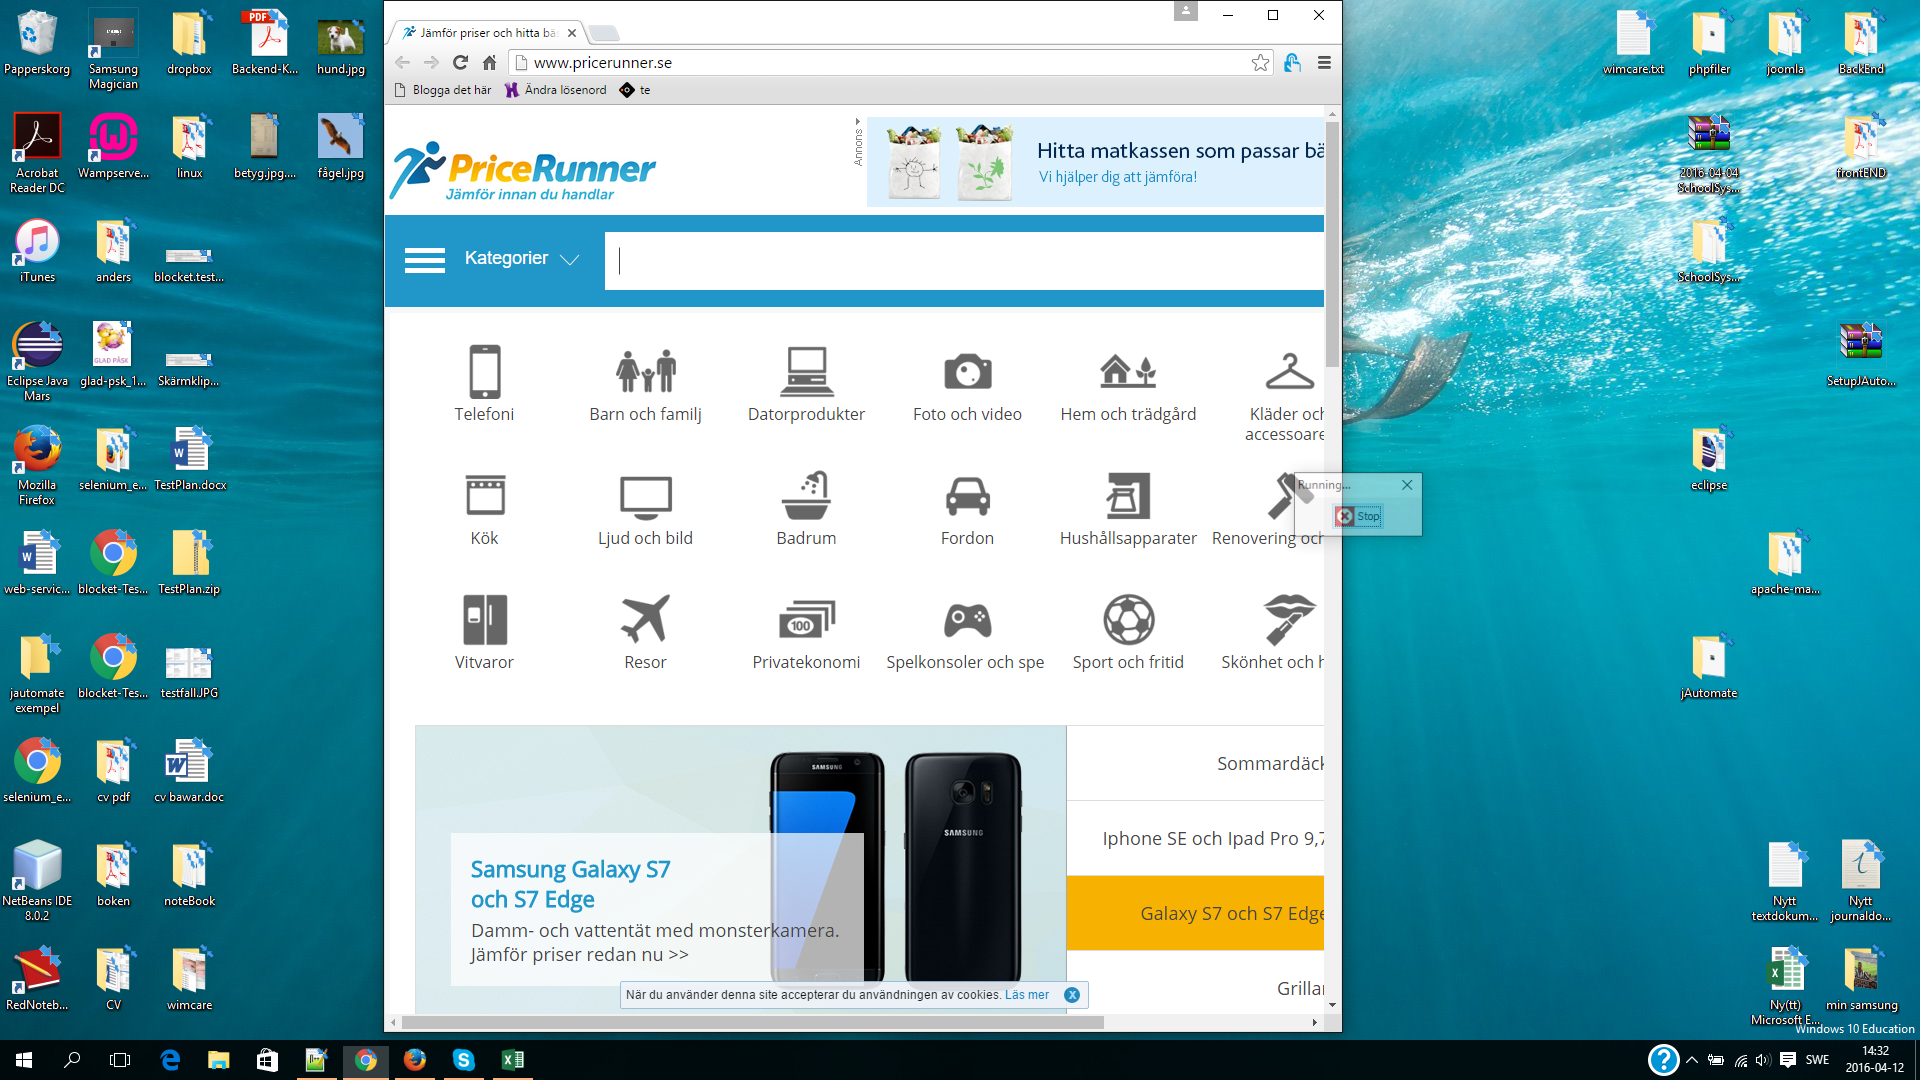 Papperskorg
Samsung
Magician
dropbox
Backend-K...
hund.jpg
Acrobat
Reader DC
Wampserve...
linux
betyg.jpg....
fågel.jpg
iTunes
anders
blocket.test...
Eclipse Java
Mars
GLAD PÅSK
glad-psk_1...
Skärmklip...
Mozilla
Firefox
selenium_e...
TestPlan.docx
web-servic...
blocket-Tes...
TestPlan.zip
jautomate
exempel
blocket-Tes...
testfall.JPG
selenium_e...
cv pdf
cv bawar.doc
NetBeans IDE
8.0.2
boken
noteBook
RedNoteb...
CV
wimcare
Jämför priser och hitta bäs
www.pricerunner.se
Blogga det här
Ändra lösenord
te
PriceRunner
Jämför innan du handlar
Annons
Hitta matkassen som passar bä
Vi hjälper dig att jämföra!
Kategorier
Telefoni
Barn och familj
Datorprodukter
Foto och video
Hem och trädgård
Kläder och
accessoare
Kök
Ljud och bild
Badrum
Fordon
Hushållsapparater
Renovering och
Vitvaror
Resor
100
Privatekonomi
Spelkonsoler och spe
Sport och fritid
Skönhet och h
Running...
Stop
SAMSUNG
SAMSUNG
Samsung Galaxy S7
och S7 Edge
Damm- och vattentät med monsterkamera.
Jämför priser redan nu >>
Sommardäck
Iphone SE och Ipad Pro 9,7
Galaxy S7 och S7 Edge
Grillar
När du använder denna site accepterar du användningen av cookies. Läs mer
wimcare.txt
phpfiler
joomla
BackEnd
2016-04-04
SchoolSys...
frontEND
SchoolSys...
SetupJAuto...
eclipse
apache-ma...
jAutomate
Nytt
textdokum...
Nytt
journaldo...
Ny(tt)
Microsoft E...
min samsung
Windows 10 Education
SWE
14:32
2016-04-12